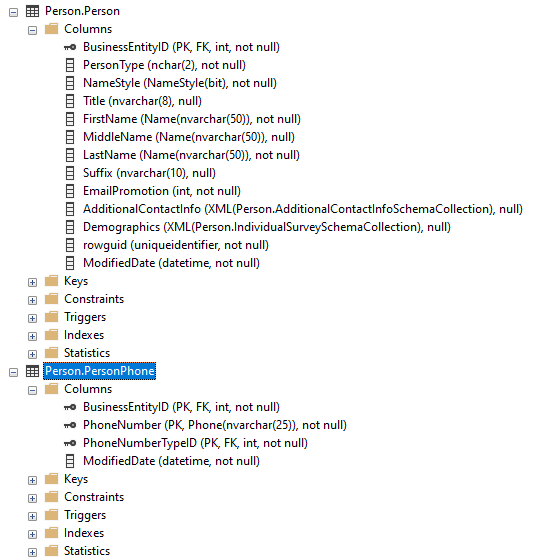 Person.Person
Columns
BusinessEntityID (PK, FK, int, not null)
PersonType (nchar(2), not null)
NameStyle (NameStyle(bit), not null)
Title (nvarchar(8), null)
FirstName (Name(nvarchar(50)), not null)
MiddleName (Name(nvarchar(50)), null)
LastName (Name(nvarchar(50)), not null)
Suffix (nvarchar(10), null)
EmailPromotion (int, not null)
AdditionalContactInfo (XML(Person.AdditionalContactInfoSchemaCollection), null)
Demographics (XML(Person.IndividualSurveySchemaCollection), null)
rowguid (uniqueidentifier, not null)
ModifiedDate (datetime, not null)
Keys
Constraints
Triggers
Indexes
Statistics
Person.PersonPhone
Columns
BusinessEntityID (PK, FK, int, not null)
PhoneNumber (PK, Phone(nvarchar(25)), not null)
PhoneNumberTypeID (PK, FK, int, not null)
ModifiedDate (datetime, not null)
Keys
Constraints
Triggers
Indexes
Statistics